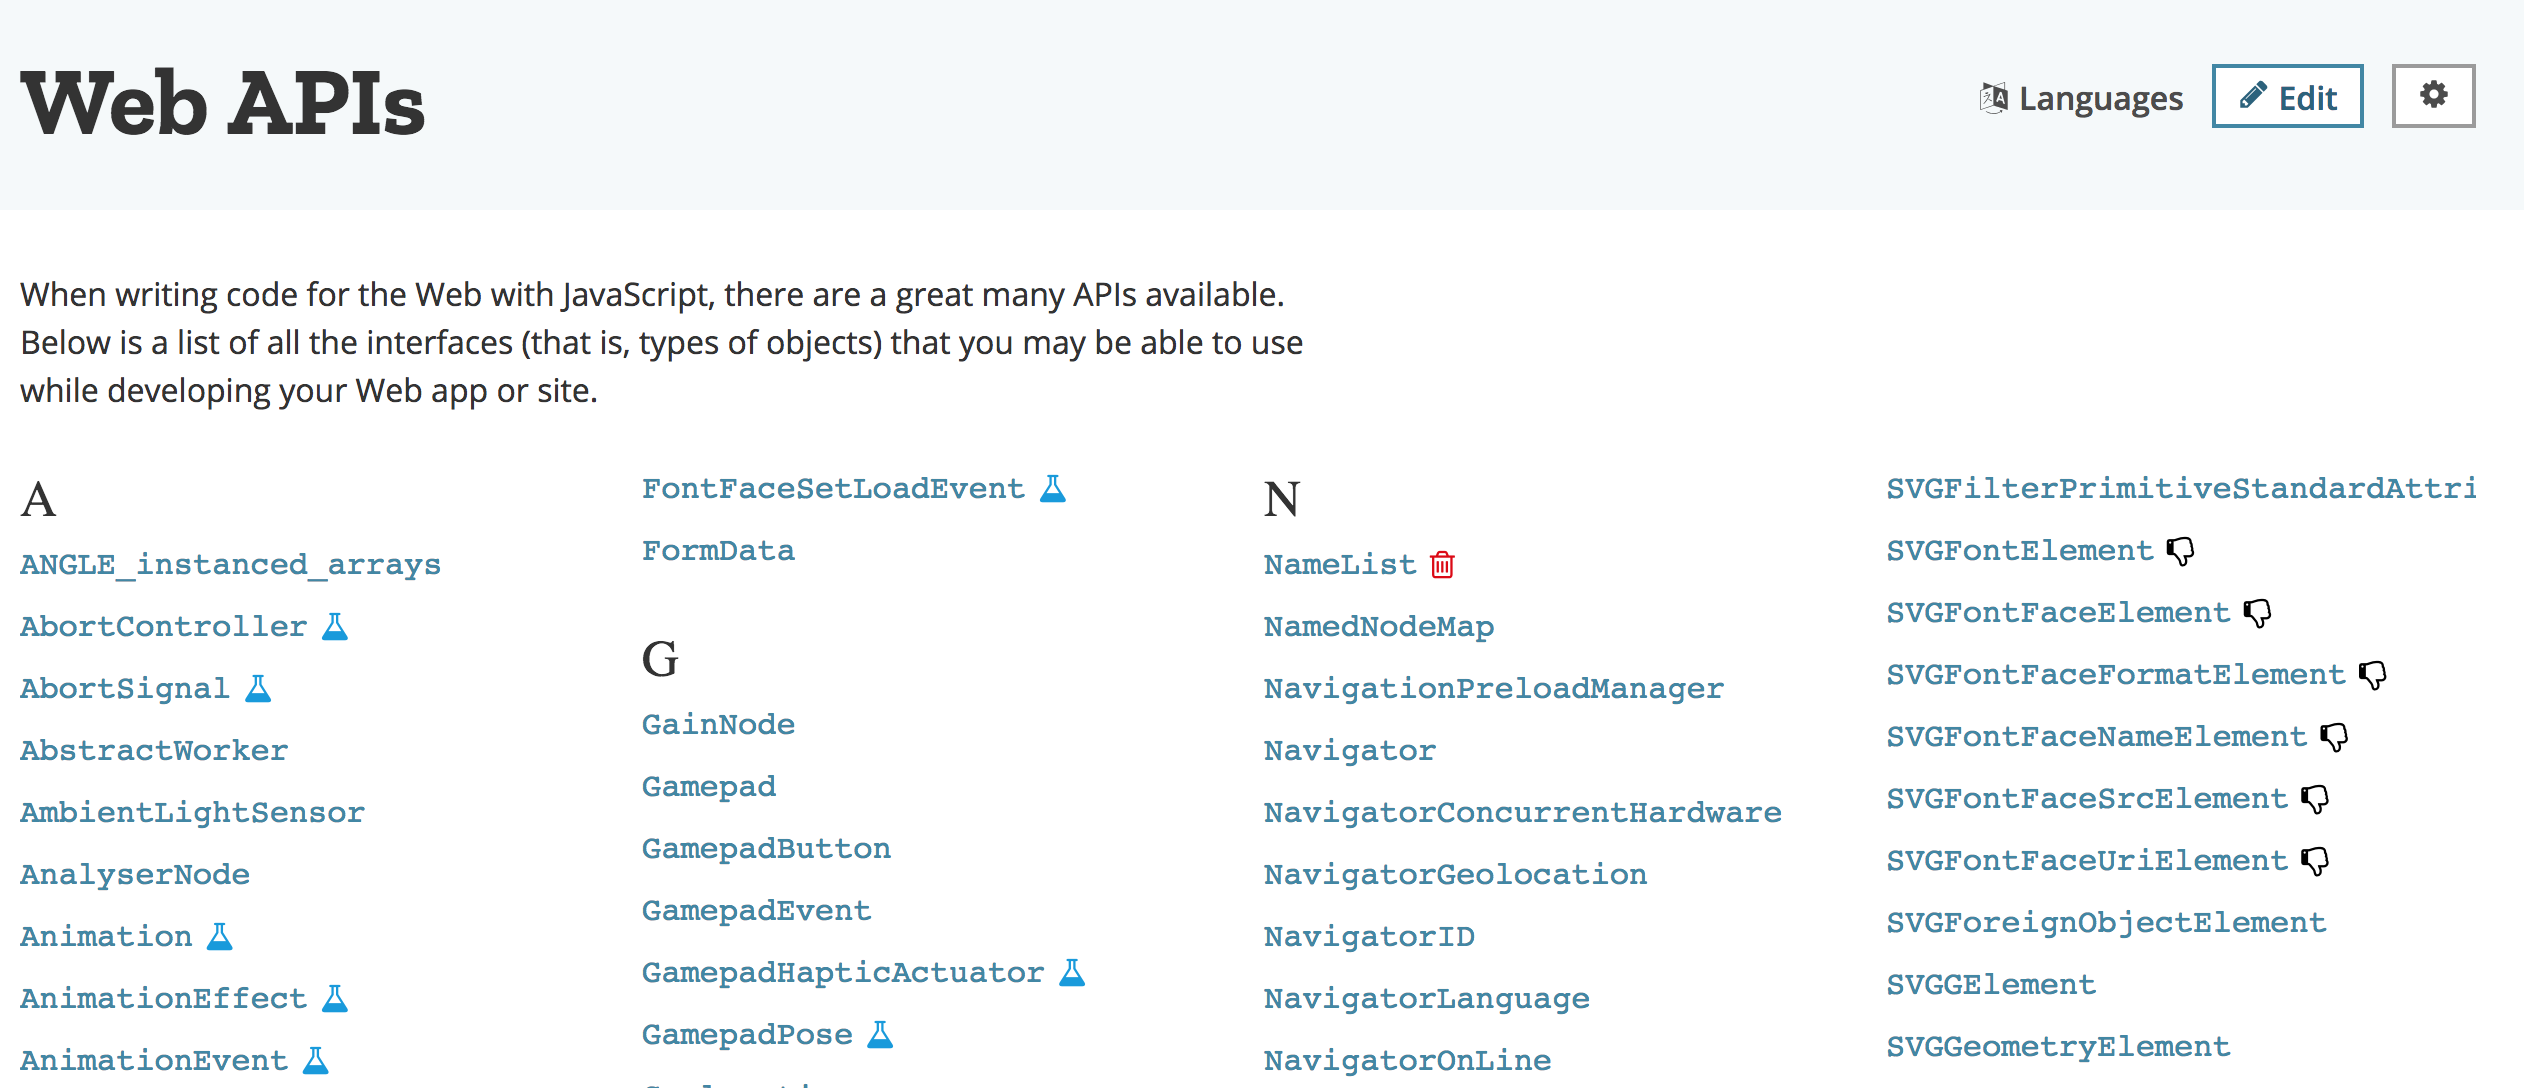 Web APIs
Languages
Edit
When writing code for the Web with JavaScript, there are a great many APIs available.
Below is a list of all the interfaces (that is, types of objects) that you may be able to use
while developing your Web app or site.
A
ANGLE_instanced_arrays
AbortController
AbortSignal
AbstractWorker
AmbientLightSensor
AnalyserNode
Animation
AnimationEffect
AnimationEvent
FontFaceSetLoadEvent
FormData
G
GainNode
Gamepad
GamepadButton
GamepadEvent
GamepadHapticActuator
GamepadPose
N
NameList
NamedNodeMap
NavigationPreloadManager
Navigator
NavigatorConcurrentHardware
NavigatorGeolocation
NavigatorID
NavigatorLanguage
NavigatorOnLine
SVGFilterPrimitiveStandardAttri
SVGFontElement
SVGFontFaceElement
SVGFontFaceFormatElement
SVGFontFaceNameElement
SVGFontFaceSrcElement
SVGFontFaceUriElement
SVGForeignObjectElement
SVGGElement
SVGGeometryElement